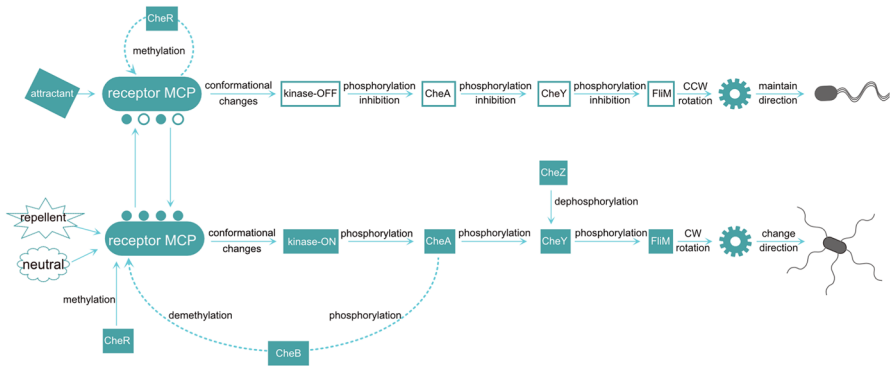 CheR
methylation
attractant
receptor MCP
conformational
changes
kinase-OFF
phosphorylation
inhibition
CheA
phosphorylation
inhibition
CheY
phosphorylation
inhibition
FliM
CCW
rotation
maintain
direction
CheZ
dephosphorylation
repellent
neutral
receptor MCP
conformational
changes
kinase-ON
phosphorylation
CheA
phosphorylation
CheY
phosphorylation
FliM
CW
rotation
change
direction
methylation
CheR
demethylation
phosphorylation
CheB